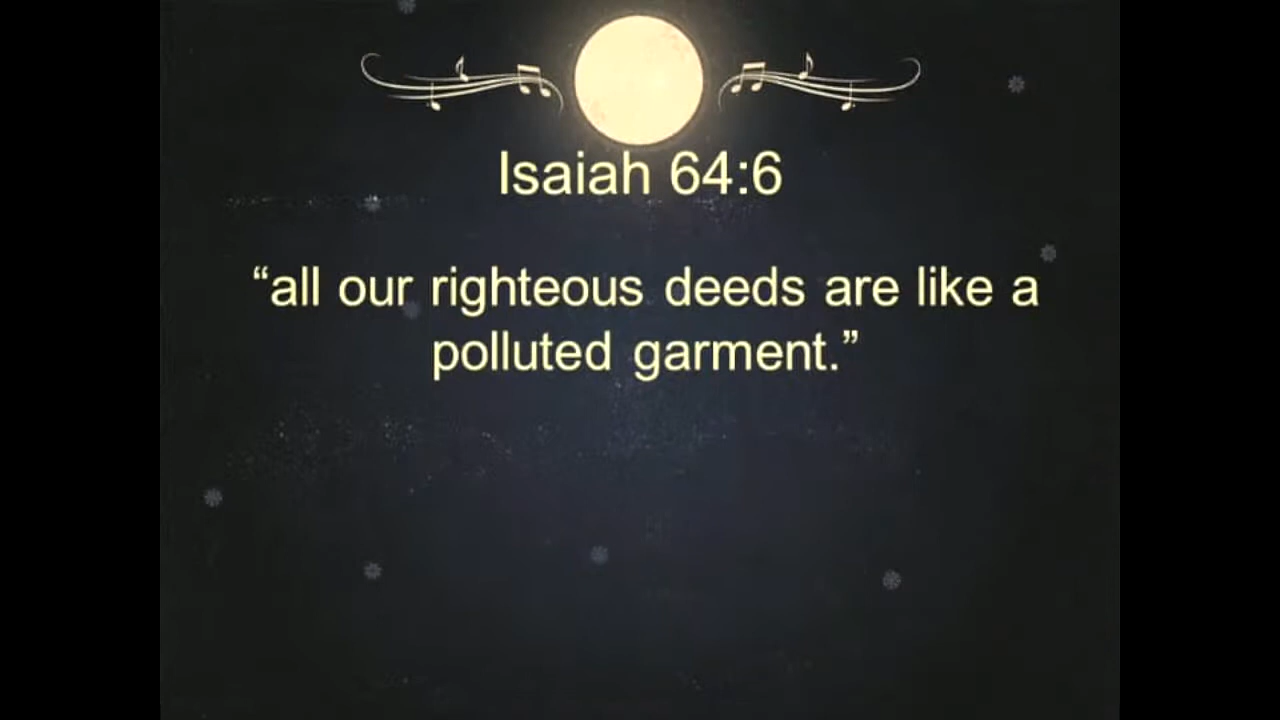 Isaiah 64:6
“all our righteous deeds are like a
polluted garment.”